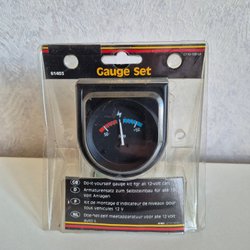 61405
Gauge Set
30
GB Do-it-yourself gauge kit for all 12-volt cars
D Armaturensatz zum Selbsteinbau für alle 12-
Volt Anlagen
F Kit de montage d'indicateur de niveau pour
tous véhicules 12 V
NL Doe-het-zelf meetapparatuur voor alle 12 volt
auto's